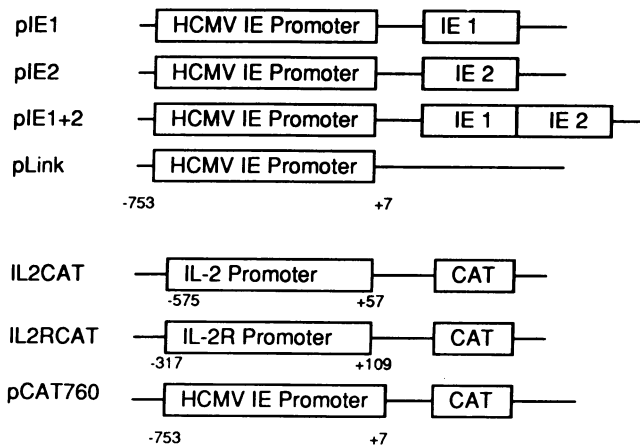 pIE1 HCMV IE Promoter IE 1
pIE2 HCMV IE Promoter IE 2
pIE1+2 HCMV IE Promoter IE 1 IE 2
pLink HCMV IE Promoter
-753 +7
IL2CAT IL-2 Promoter CAT
-575 +57
IL2RCAT IL-2R Promoter CAT
-317 +109
pCAT760 HCMV IE Promoter CAT
-753 +7